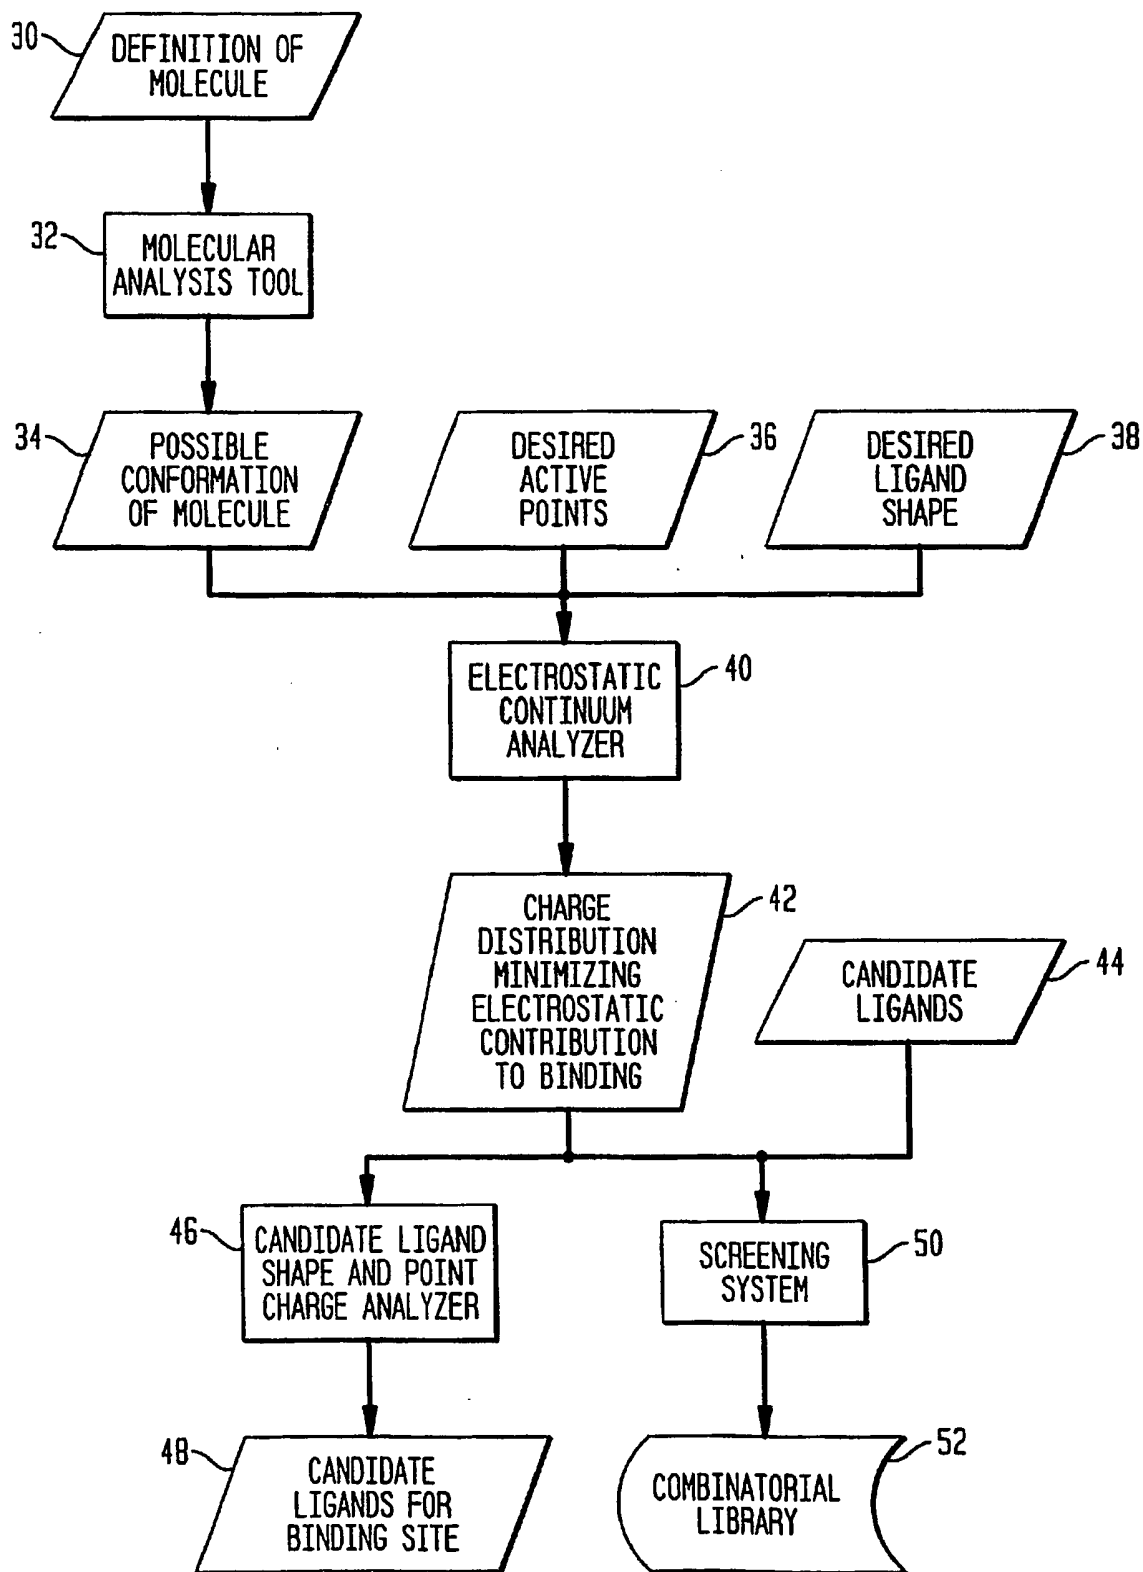 30
DEFINITION OF
MOLECULE
32
MOLECULAR
ANALYSIS TOOL
34
POSSIBLE
CONFORMATION
OF MOLECULE
DESIRED
ACTIVE
POINTS
36
DESIRED
LIGAND
SHAPE
38
ELECTROSTATIC
CONTINUUM
ANALYZER
40
CHARGE
DISTRIBUTION
MINIMIZING
ELECTROSTATIC
CONTRIBUTION
TO BINDING
42
CANDIDATE
LIGANDS
44
46
CANDIDATE LIGAND
SHAPE AND POINT
CHARGE ANALYZER
SCREENING
SYSTEM
50
48
CANDIDATE
LIGANDS FOR
BINDING SITE
COMBINATORIAL
LIBRARY
52